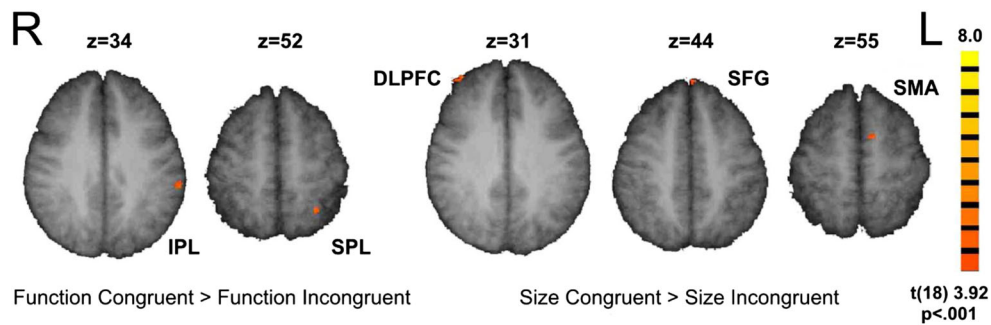 R
L
z=34
z=52
z=31
z=44
z=55
8.0
DLPFC
SFG
SMA
IPL
SPL
Function Congruent > Function Incongruent
Size Congruent > Size Incongruent
t(18) 3.92
p<.001